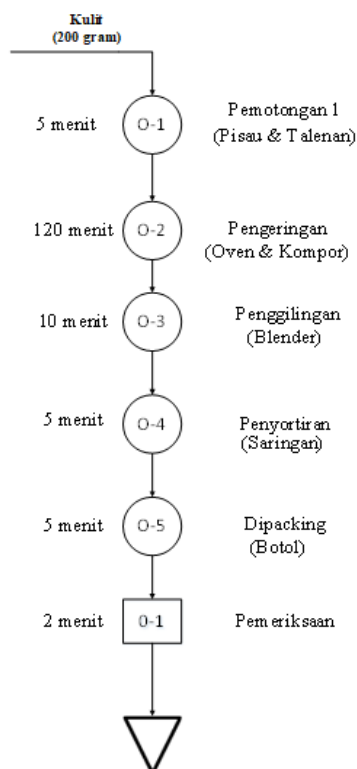 Kulit
(200 gram)
5 menit
O-1
Pemotongan 1
(Pisau & Talenan)
120 menit
O-2
Pengeringan
(Oven & Kompor)
10 menit
O-3
Penggilingan
(Blender)
5 menit
O-4
Penyortiran
(Saringan)
5 menit
O-5
Dipacking
(Botol)
2 menit
0-1
Pemeriksaan